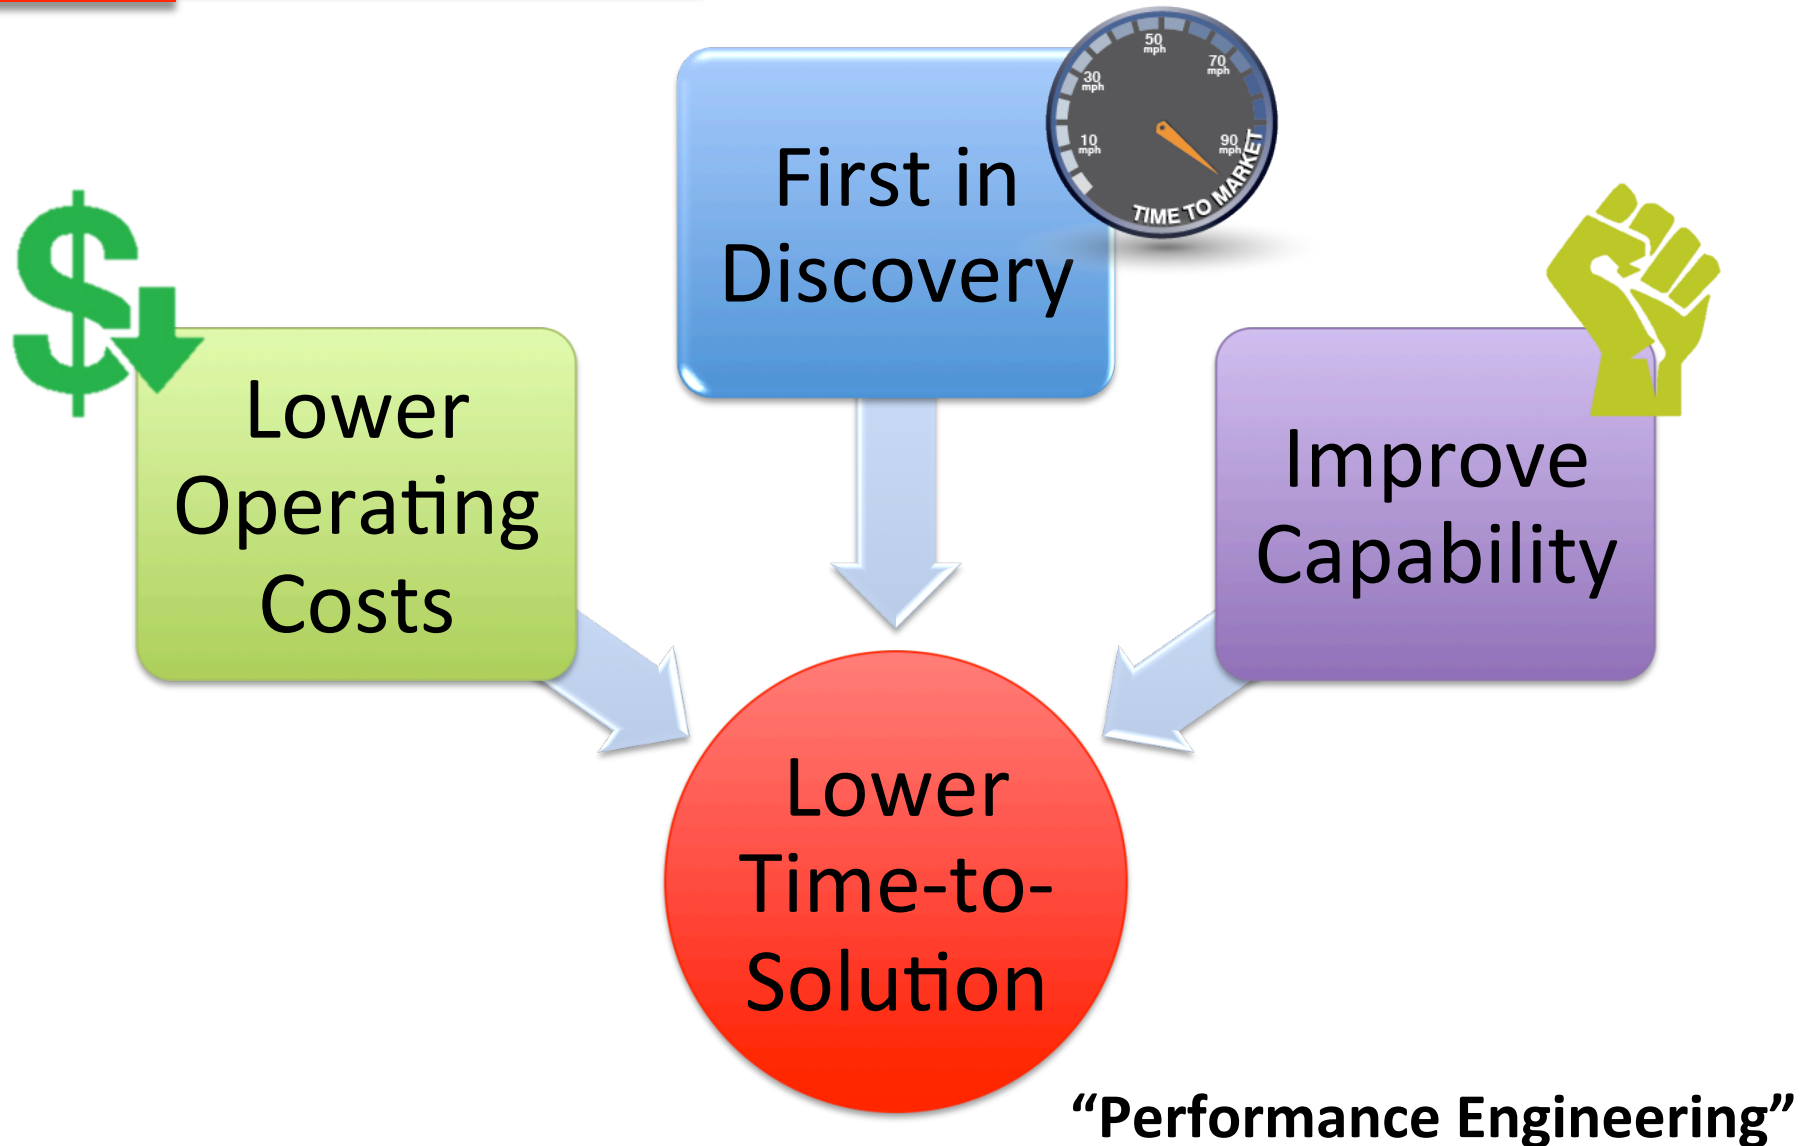 First in
Discovery
10
mph
30
mph
50
mph
70
mph
90
mph
TIME TO MARKET
$
Lower
Operating
Costs
Improve
Capability
Lower
Time-to-
Solution
“Performance Engineering”